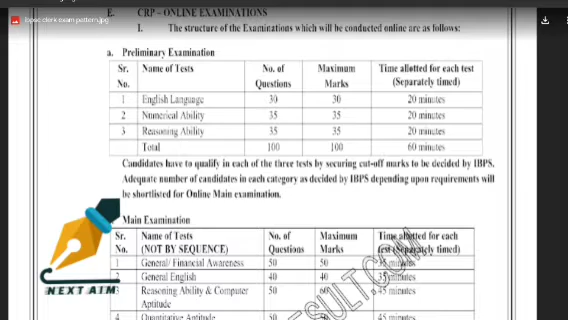 ibpsc clerk exam pattern.jpg
E. CRP – ONLINE EXAMINATIONS
I. The structure of the Examinations which will be conducted online are as follows:
a. Preliminary Examination
Sr. No. Name of Tests No. of Questions Maximum Marks Time allotted for each test (Separately timed)
1 English Language 30 30 20 minutes
2 Numerical Ability 35 35 20 minutes
3 Reasoning Ability 35 35 20 minutes
Total 100 100 60 minutes
Candidates have to qualify in each of the three tests by securing cut-off marks to be decided by IBPS.
Adequate number of candidates in each category as decided by IBPS depending upon requirements will
be shortlisted for Online Main examination.
Main Examination
Sr. No. Name of Tests (NOT BY SEQUENCE) No. of Questions Maximum Marks Time allotted for each test (Separately timed)
1 General/ Financial Awareness 50 50 35 minutes
2 General English 40 40 35 minutes
3 Reasoning Ability & Computer Aptitude 50 60 45 minutes
4 Quantitative Aptitude 50 50 45 minutes
NEXT AIM